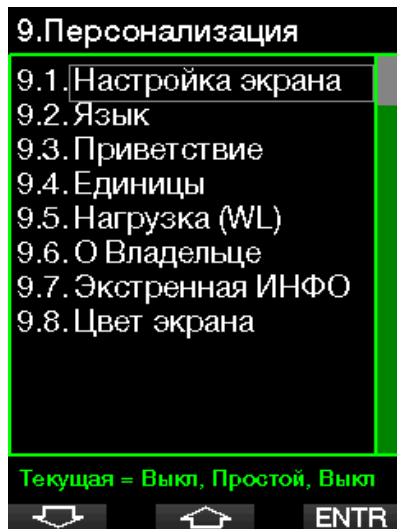 9.Персонализация
9.1.Настройка экрана
9.2.Язык
9.3.Приветствие
9.4.Единицы
9.5.Нагрузка (WL)
9.6.О Владельце
9.7.Экстренная ИНФО
9.8.Цвет экрана
Текущая = Выкл, Простой, Выкл
ENTR